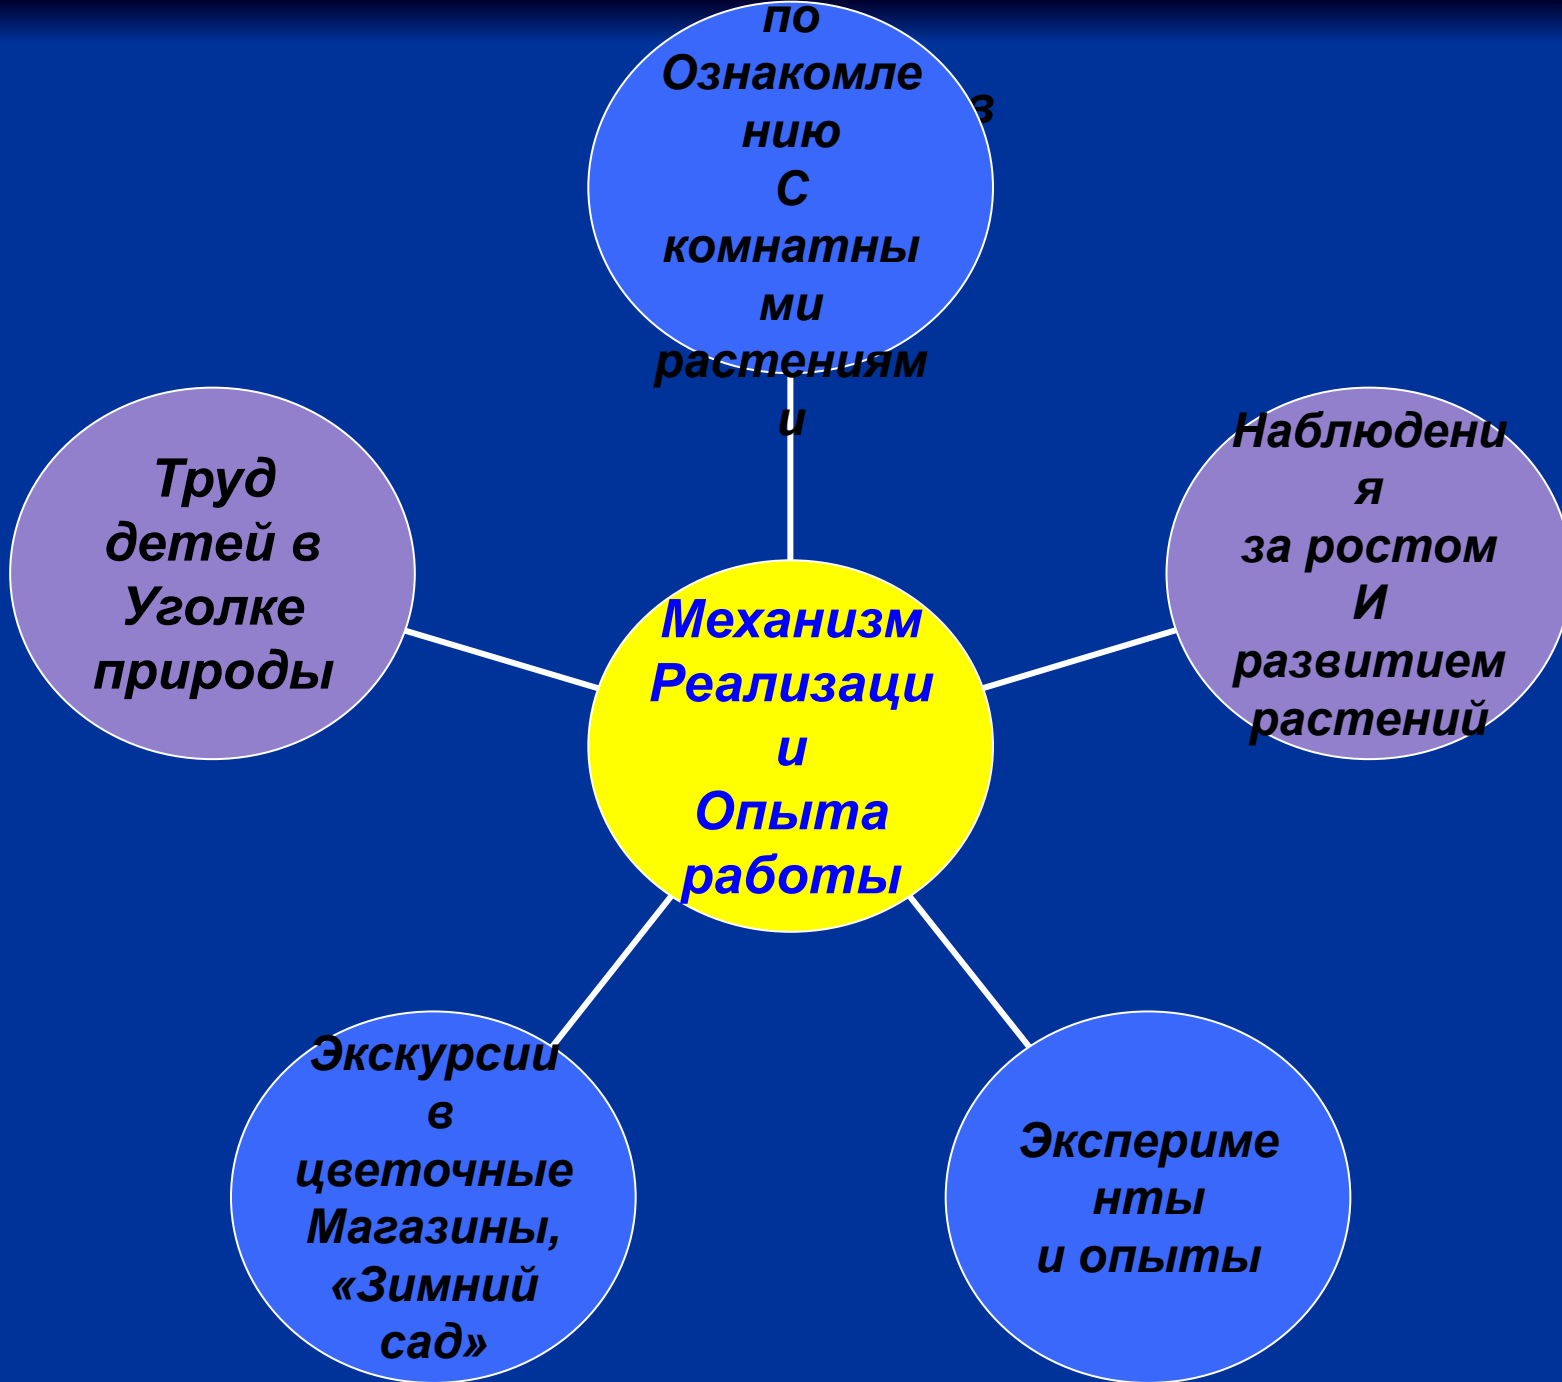 по
Ознакомле
нию
С
комнатны
ми
растениям
и
в
Труд
детей в
Уголке
природы
Наблюдени
я
за ростом
И
развитием
растений
Механизм
Реализаци
и
Опыта
работы
Экскурсии
в
цветочные
Магазины,
«Зимний
сад»
Экспериме
нты
и опыты